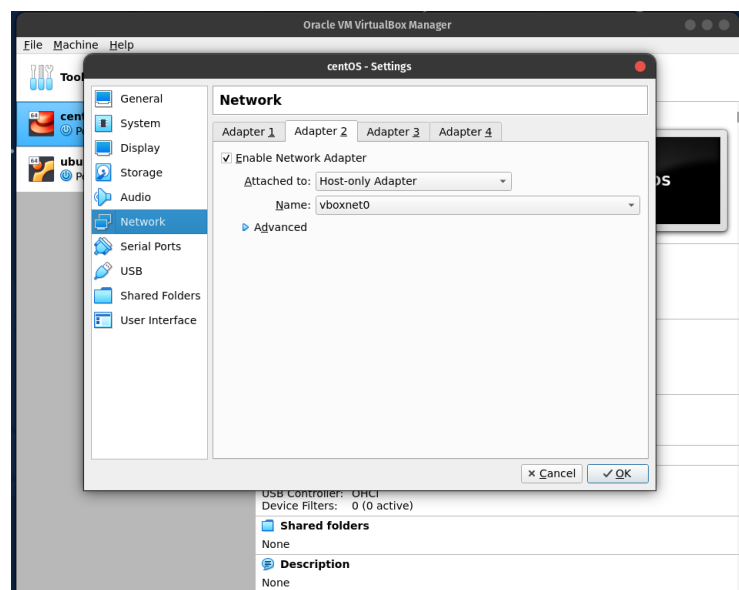 Oracle VM VirtualBox Manager
File Machine Help
Tool
centOS - Settings
cent
64
ubu
64
General
System
Display
Storage
Audio
Network
Serial Ports
USB
Shared Folders
User Interface
Network
Adapter 1 Adapter 2 Adapter 3 Adapter 4
Enable Network Adapter
Attached to: Host-only Adapter
Name: vboxnet0
Advanced
OS
Cancel OK
USB Controller: OHCI
Device Filters: 0 (0 active)
Shared folders
None
Description
None